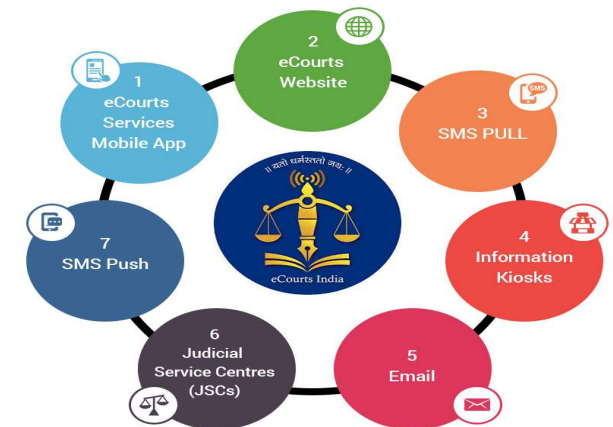 1
eCourts
Services
Mobile App
2
eCourts
Website
3
SMS PULL
SMS
4
Information
Kiosks
5
Email
6
Judicial
Service Centres
(JSCs)
7
SMS Push
॥ यतो धर्मस्ततो जयः ॥
eCourts India